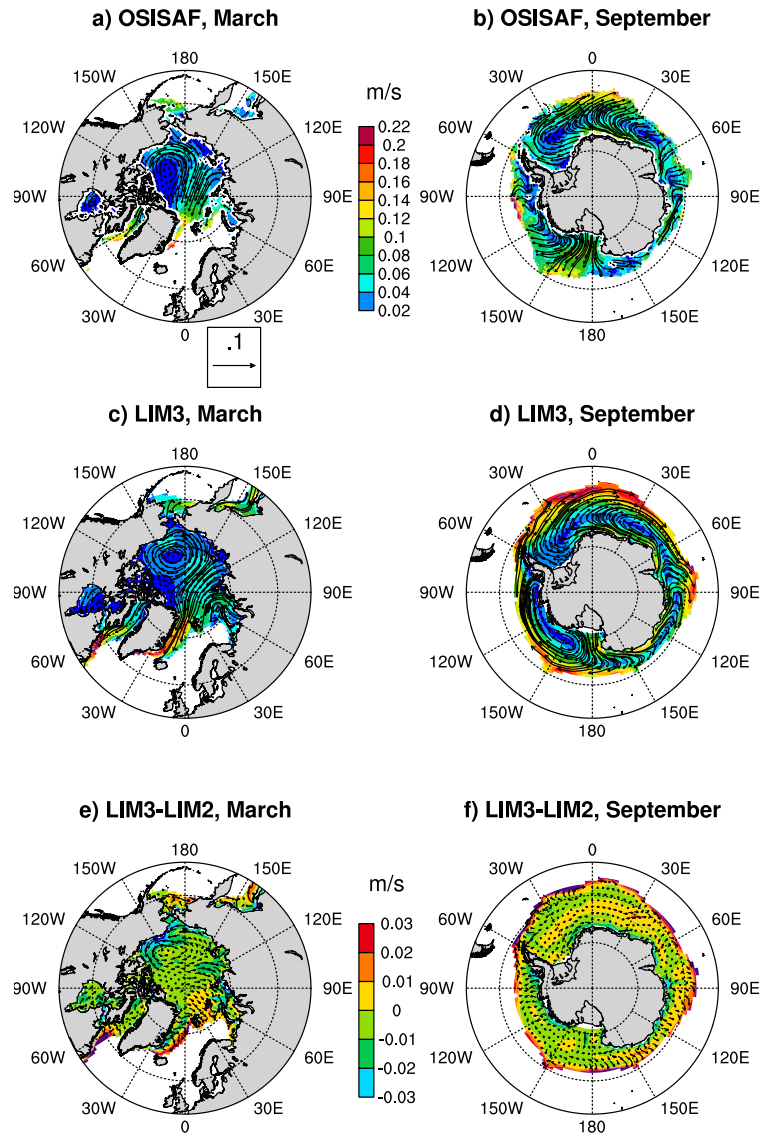 a) OSISAF, March
b) OSISAF, September
180
150W
150E
120W
120E
90W
90E
60W
60E
30W
30E
0
m/s
0.22
0.2
0.18
0.16
0.14
0.12
0.1
0.08
0.06
0.04
0.02
0
30W
30E
60W
60E
90W
90E
120W
120E
150W
150E
180
.1
c) LIM3, March
d) LIM3, September
180
150W
150E
120W
120E
90W
90E
60W
60E
30W
30E
0
0
30W
30E
60W
60E
90W
90E
120W
120E
150W
150E
180
e) LIM3-LIM2, March
f) LIM3-LIM2, September
180
150W
150E
120W
120E
90W
90E
60W
60E
30W
30E
0
m/s
0.03
0.02
0.01
0
-0.01
-0.02
-0.03
0
30W
30E
60W
60E
90W
90E
120W
120E
150W
150E
180